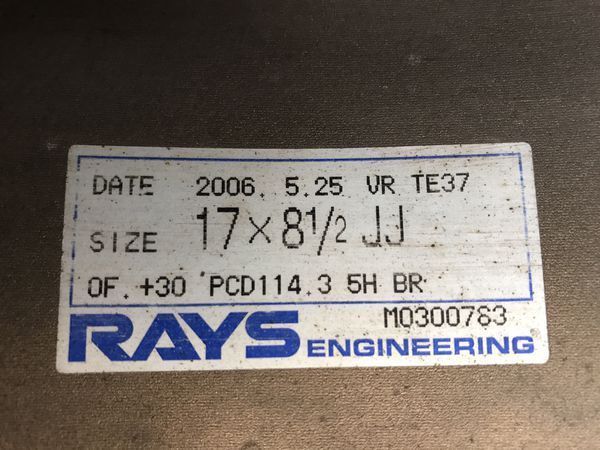 DATE 2006. 5.25 VR TE37
SIZE 17×8½ JJ
OF. +30 PCD114.3 5H BR
M0300783
RAYS ENGINEERING